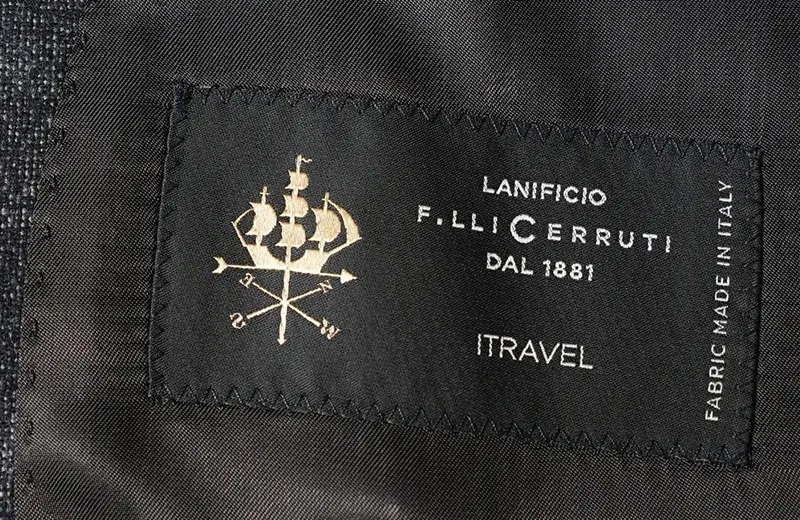 LANIFICIO
F.LLI CERRUTI
DAL 1881
ITRAVEL
FABRIC MADE IN ITALY
E
N
S
W